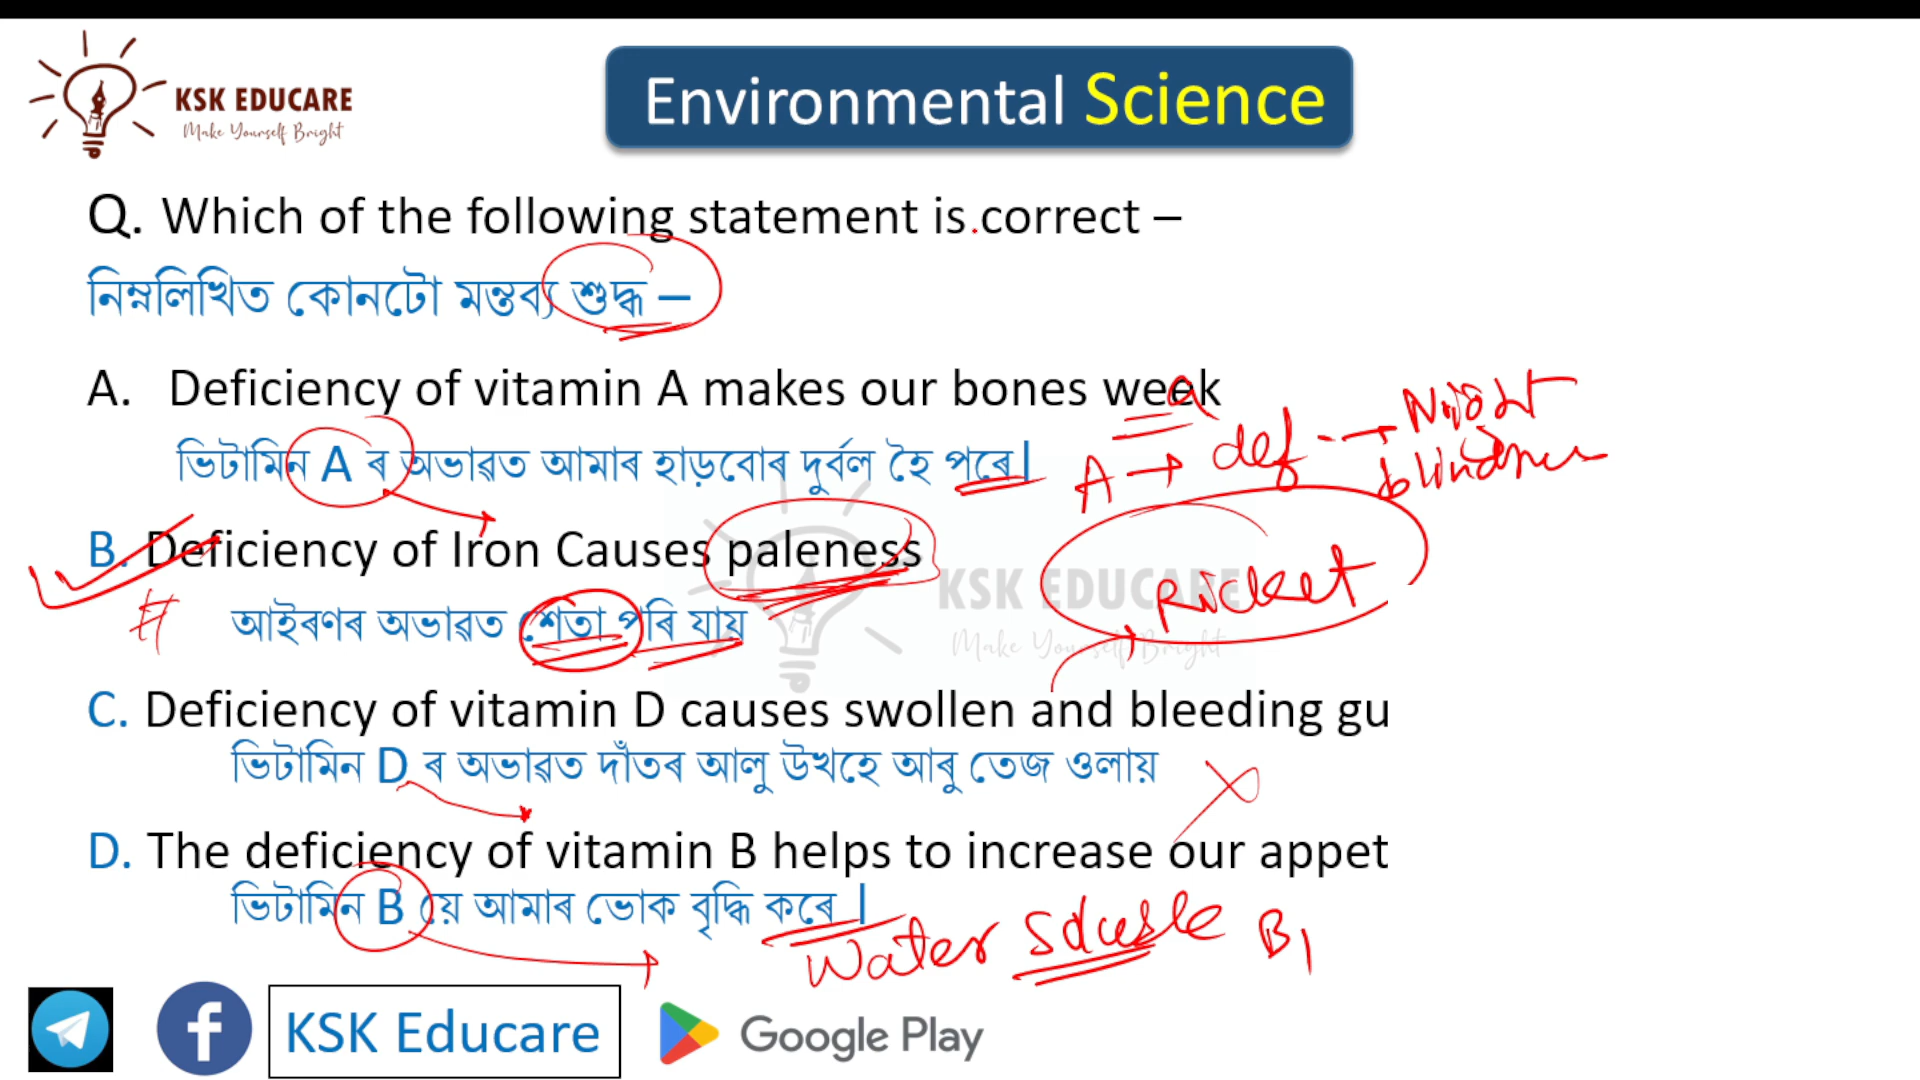 KSK EDUCARE
Make Yourself Bright
Environmental Science
Q. Which of the following statement is correct –
নিম্নলিখিত কোনটো মন্তব্য শুদ্ধ –
A. Deficiency of vitamin A makes our bones week
a
ভিটামিন A ৰ অভাৱত আমাৰ হাড়বোৰ দুৰ্বল হৈ পৰে।
A → def → Night blindness
B. Deficiency of Iron Causes paleness
KSK EDUCARE
Make Yourself Bright
Ricket
আইৰণৰ অভাৱত শেতা পৰি যায়
C. Deficiency of vitamin D causes swollen and bleeding gu
ভিটামিন D ৰ অভাৱত দাঁতৰ আলু উখহে আৰু তেজ ওলায়
D. The deficiency of vitamin B helps to increase our appet
ভিটামিন B য়ে আমাৰ ভোক বৃদ্ধি কৰে।
Water B1
KSK Educare
Google Play